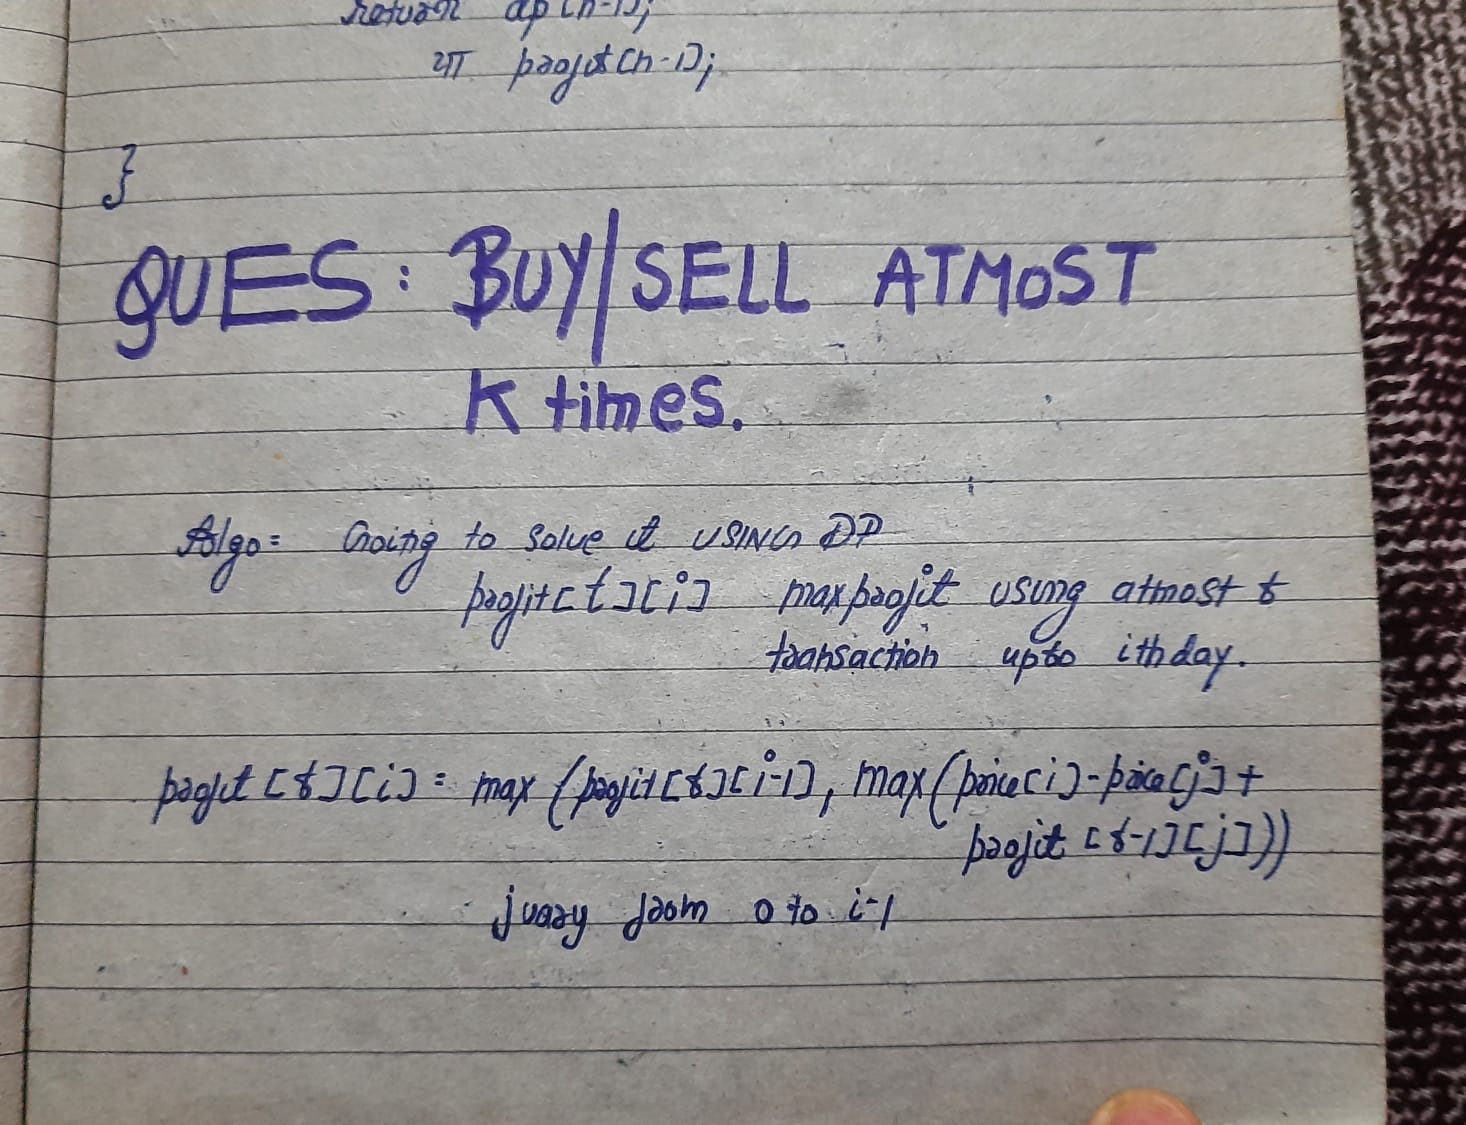 return dp[n-1];
या profit[n-1];
}
QUES: BUY/SELL ATMOST
K times.
Algo= Going to solve it USING DP
profit[t][i] maxprofit using atmost t
transaction upto ith day.
profit[t][i] = max(profit[t][i-1], max(price[i]-price[j]+
profit[t-1][j]))
j vary from 0 to i-1